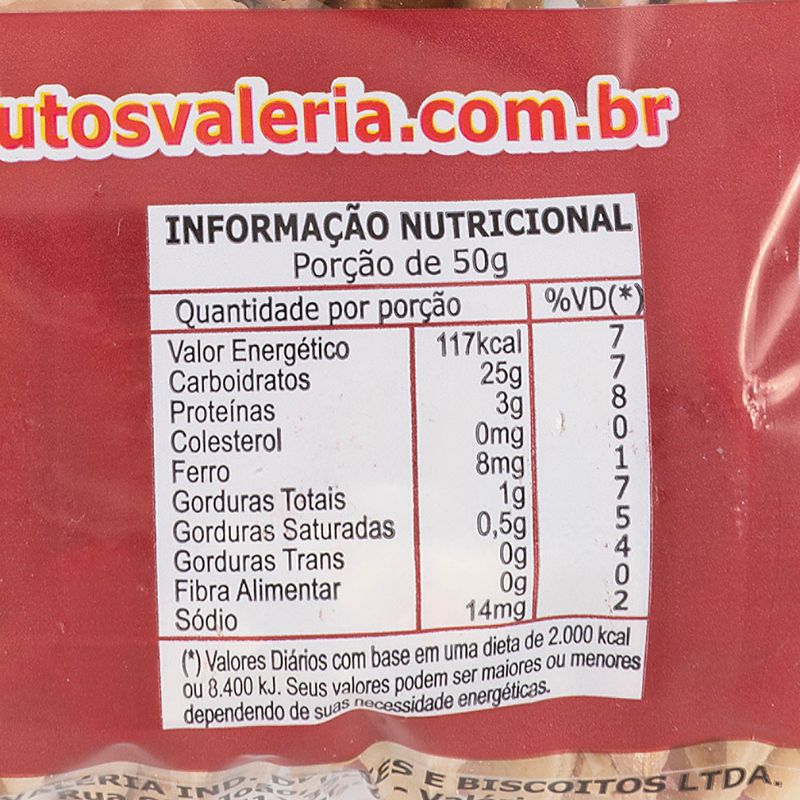 utosvaleria.com.br
INFORMAÇÃO NUTRICIONAL
Porção de 50g
Quantidade por porção %VD(*)
Valor Energético 117kcal 7
Carboidratos 25g 7
Proteínas 3g 8
Colesterol 0mg 0
Ferro 8mg 1
Gorduras Totais 1g 7
Gorduras Saturadas 0,5g 5
Gorduras Trans 0g 4
Fibra Alimentar 0g 0
Sódio 14mg 2
(*) Valores Diários com base em uma dieta de 2.000 kcal
ou 8.400 kJ. Seus valores podem ser maiores ou menores
dependendo de suas necessidade energéticas.
E BISCOITOS LTDA.